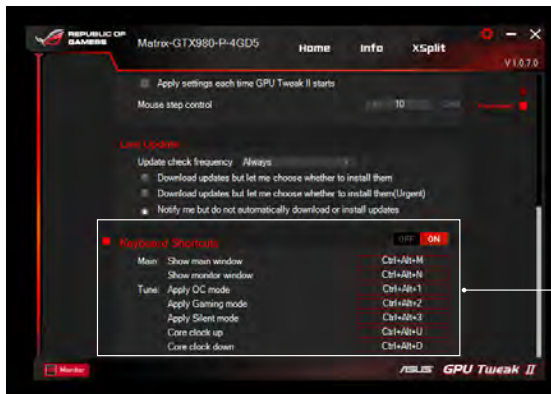 REPUBLIC OF
GAMERS
Matrix-GTX980-P-4GD5
Home Info XSplit
V1.0.7.0
Apply settings each time GPU Tweak II starts
Mouse step control 10
Live Update
Update check frequency Always
Download updates but let me choose whether to install them
Download updates but let me choose whether to install them(Urgent)
Notify me but do not automatically download or install updates
Keyboard Shortcuts OFF ON
Main: Show main window Ctrl+Alt+M
Show monitor window Ctrl+Alt+N
Tune: Apply OC mode Ctrl+Alt+1
Apply Gaming mode Ctrl+Alt+2
Apply Silent mode Ctrl+Alt+3
Core clock up Ctrl+Alt+U
Core clock down Ctrl+Alt+D
Monitor
ASUS GPU Tweak II